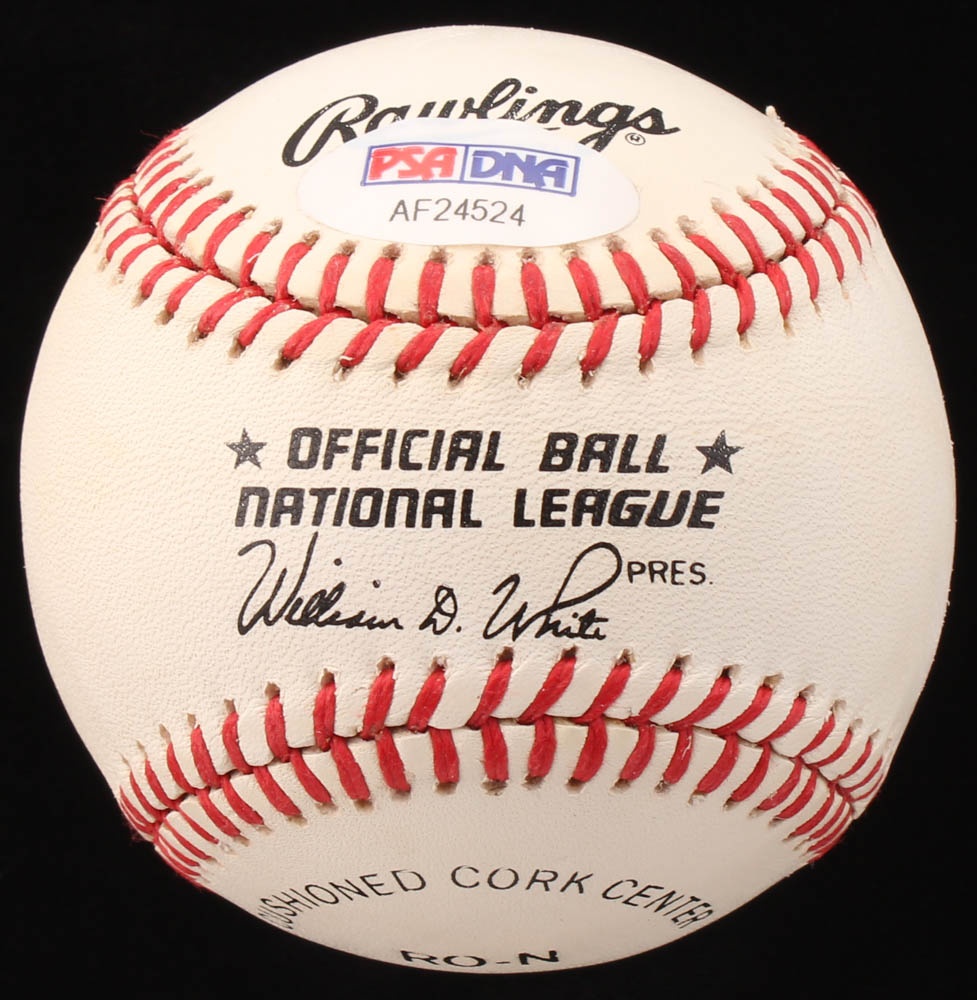 Rawlings ®
PSA DNA
AF24524
★ OFFICIAL BALL ★
NATIONAL LEAGUE
William D. White PRES.
CUSHIONED CORK CENTER
RO-N